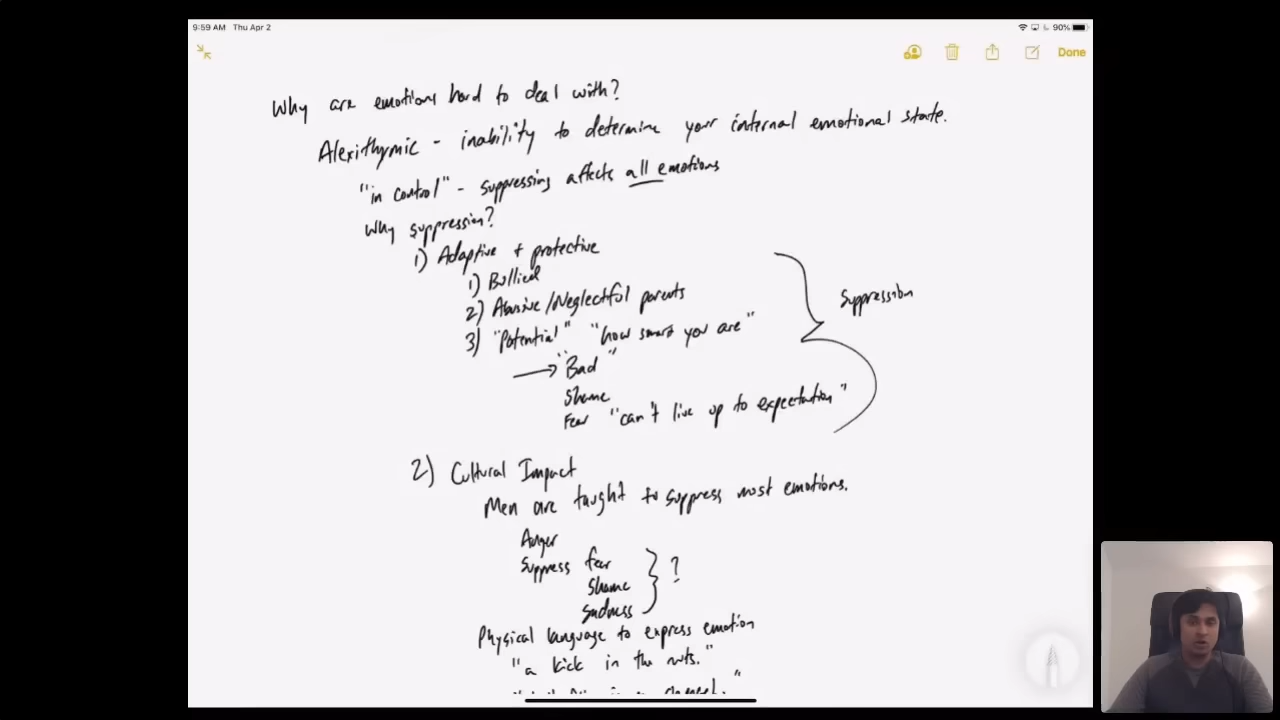 9:59 AM Thu Apr 2
90%
Done
Why are emotions hard to deal with?
Alexithymic - inability to determine your internal emotional state.
"in control" - suppressing affects all emotions
Why suppression?
1) Adaptive + protective
1) Bullied
2) Abusive/Neglectful parents
3) "Potential" "how smart you are"
"Bad"
Shame
Fear "can't live up to expectation"
Suppression
2) Cultural Impact
Men are taught to suppress most emotions.
Anger
Suppress fear
Shame
Sadness
?
Physical language to express emotion
"a kick in the nuts."